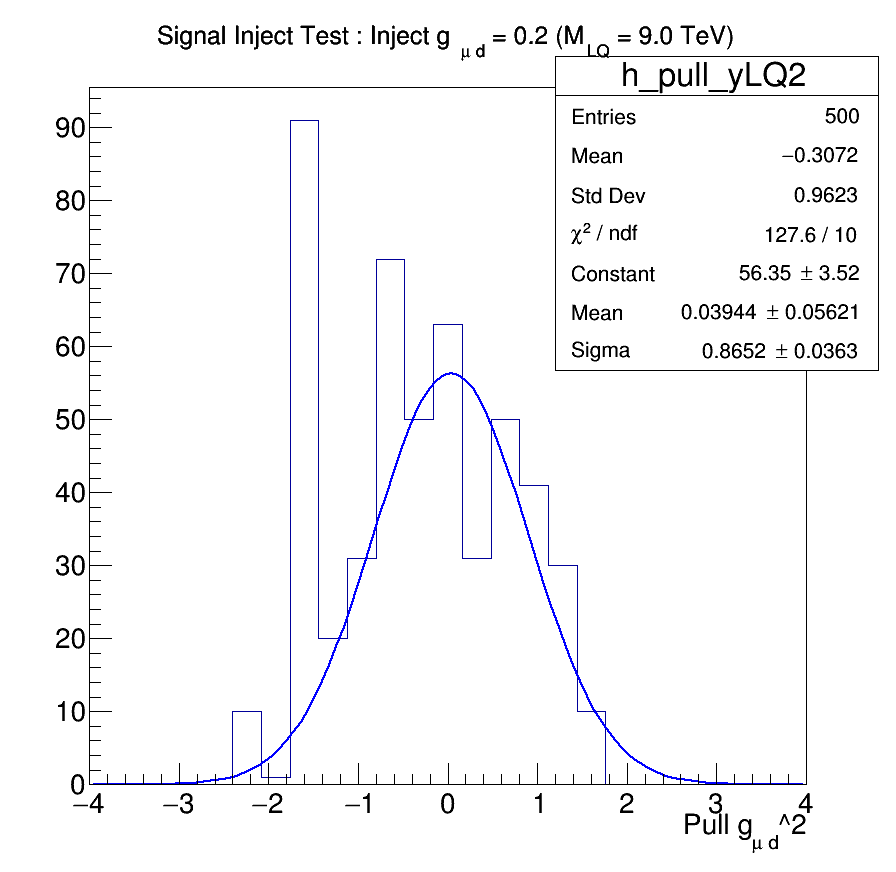 Signal Inject Test : Inject g μ d = 0.2 (M LQ = 9.0 TeV)
h_pull_yLQ2
Entries 500
Mean −0.3072
Std Dev 0.9623
χ² / ndf 127.6 / 10
Constant 56.35 ± 3.52
Mean 0.03944 ± 0.05621
Sigma 0.8652 ± 0.0363
90
80
70
60
50
40
30
20
10
0
−4 −3 −2 −1 0 1 2 3 4
Pull g μ d ^2